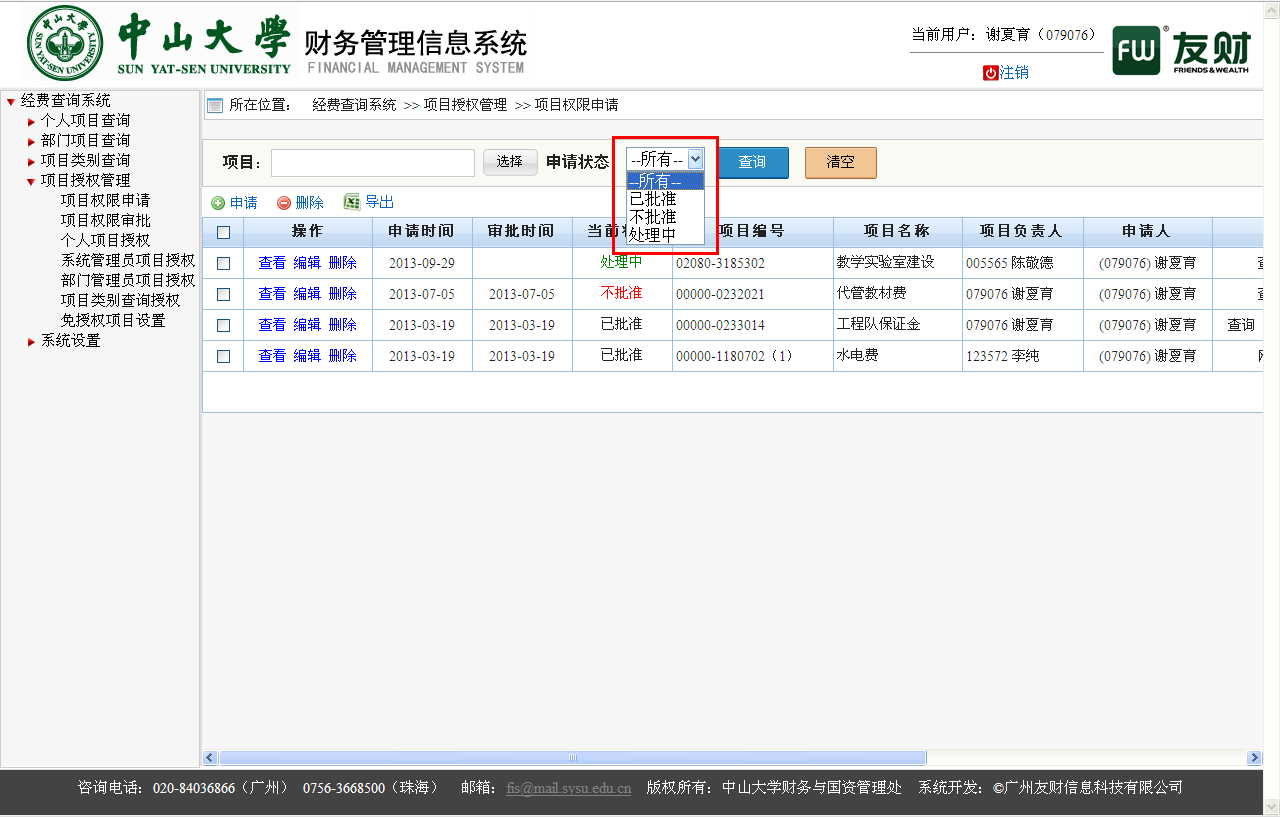 中山大學
SUN YAT-SEN UNIVERSITY
财务管理信息系统
FINANCIAL MANAGEMENT SYSTEM
当前用户：谢夏育（079076）
注销
FW® 友财
FRIENDS&WEALTH
经费查询系统
个人项目查询
部门项目查询
项目类别查询
项目授权管理
项目权限申请
项目权限审批
个人项目授权
系统管理员项目授权
部门管理员项目授权
项目类别查询授权
免授权项目设置
系统设置
所在位置： 经费查询系统 >> 项目授权管理 >> 项目权限申请
项目： 选择 申请状态 --所有-- 查询 清空
--所有--
已批准
不批准
处理中
申请 删除 导出
操作 申请时间 审批时间 当前 项目编号 项目名称 项目负责人 申请人
查看 编辑 删除 2013-09-29 处理中 02080-3185302 教学实验室建设 005565 陈敬德 (079076) 谢夏育
查看 编辑 删除 2013-07-05 2013-07-05 不批准 00000-0232021 代管教材费 079076 谢夏育 (079076) 谢夏育
查看 编辑 删除 2013-03-19 2013-03-19 已批准 00000-0233014 工程队保证金 079076 谢夏育 (079076) 谢夏育 查询
查看 编辑 删除 2013-03-19 2013-03-19 已批准 00000-1180702（1） 水电费 123572 李纯 (079076) 谢夏育
咨询电话：020-84036866（广州） 0756-3668500（珠海） 邮箱：fis@mail.sysu.edu.cn 版权所有：中山大学财务与国资管理处 系统开发：©广州友财信息科技有限公司